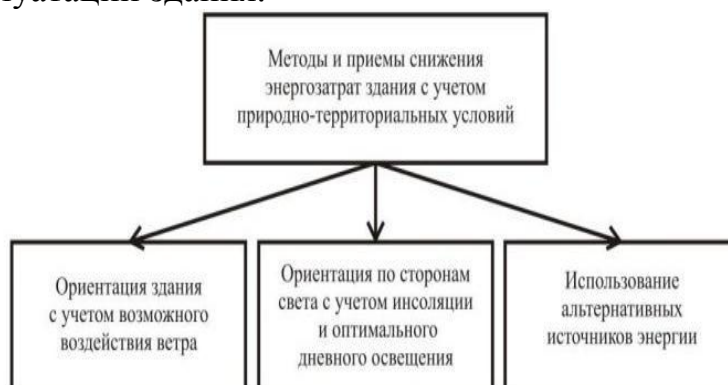 здания.
Методы и приемы снижения
энергозатрат здания с учетом
природно-территориальных условий
Ориентация здания
с учетом возможного
воздействия ветра
Ориентация по сторонам
света с учетом инсоляции
и оптимального
дневного освещения
Использование
альтернативных
источников энергии